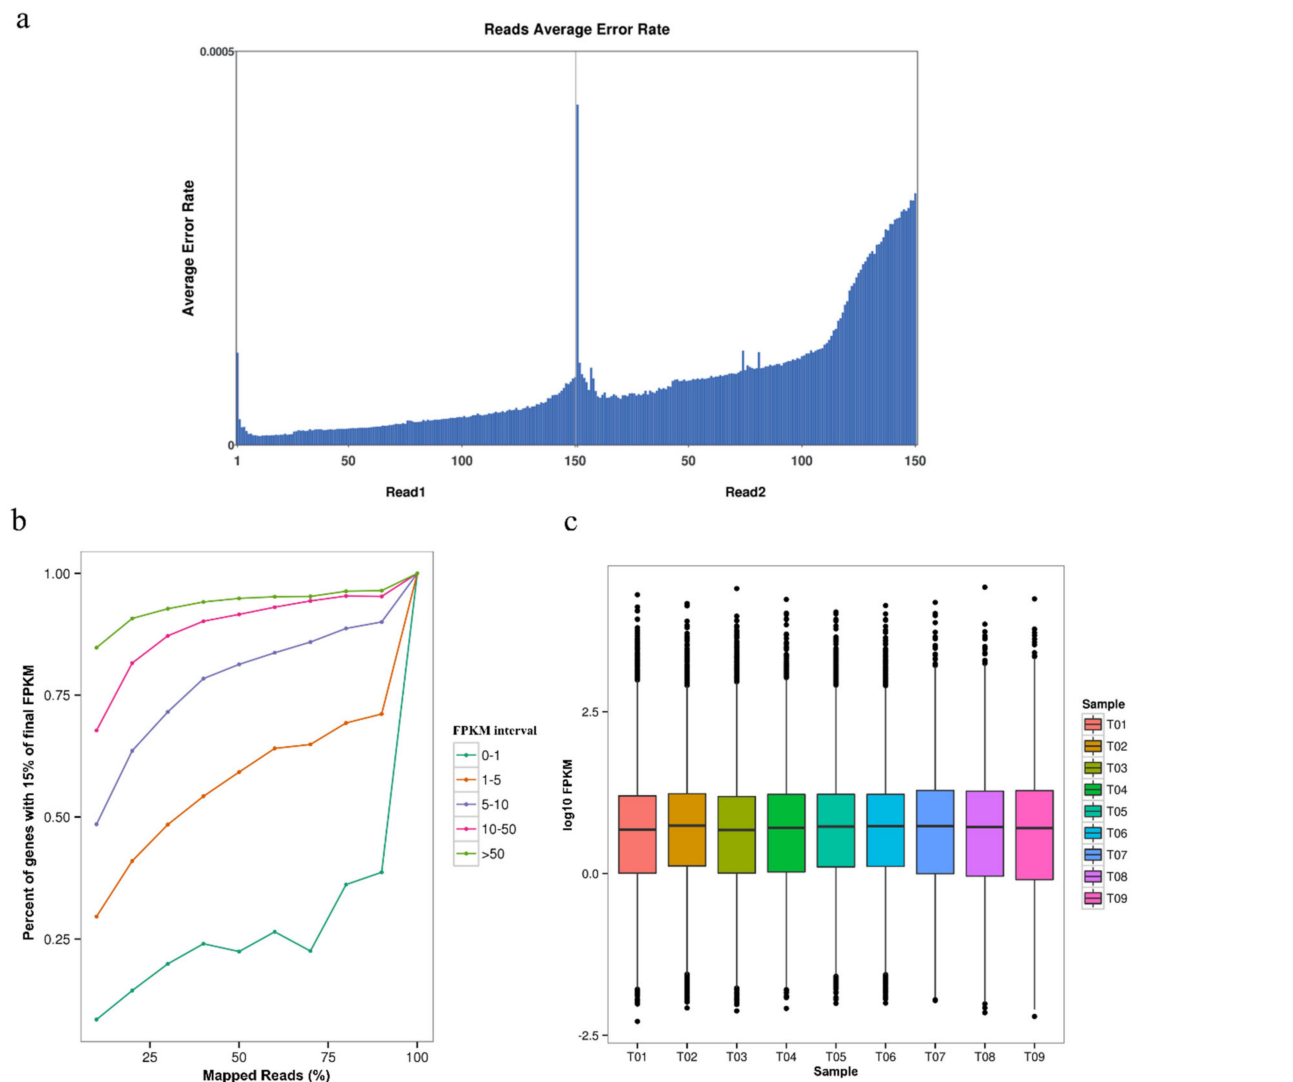 a
Reads Average Error Rate
0.0005
Average Error Rate
0
1 50 100 150 50 100 150
Read1 Read2
b
1.00
0.75
0.50
0.25
Percent of genes with 15% of final FPKM
25 50 75 100
Mapped Reads (%)
FPKM interval
0-1
1-5
5-10
10-50
>50
c
2.5
0.0
-2.5
log10 FPKM
T01 T02 T03 T04 T05 T06 T07 T08 T09
Sample
Sample
T01
T02
T03
T04
T05
T06
T07
T08
T09